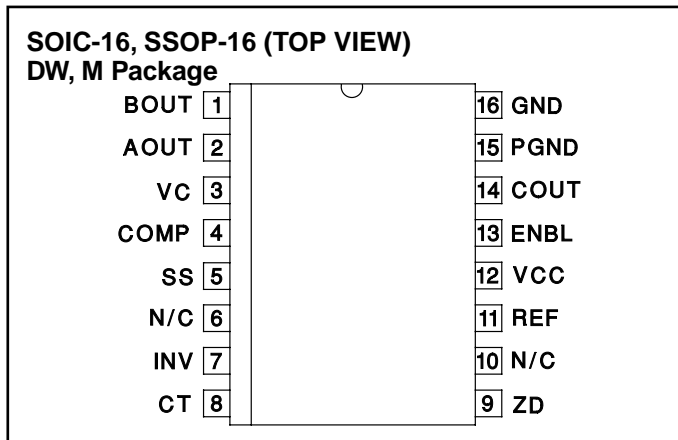 SOIC-16, SSOP-16 (TOP VIEW)
DW, M Package
BOUT 1 16 GND
AOUT 2 15 PGND
VC 3 14 COUT
COMP 4 13 ENBL
SS 5 12 VCC
N/C 6 11 REF
INV 7 10 N/C
CT 8 9 ZD